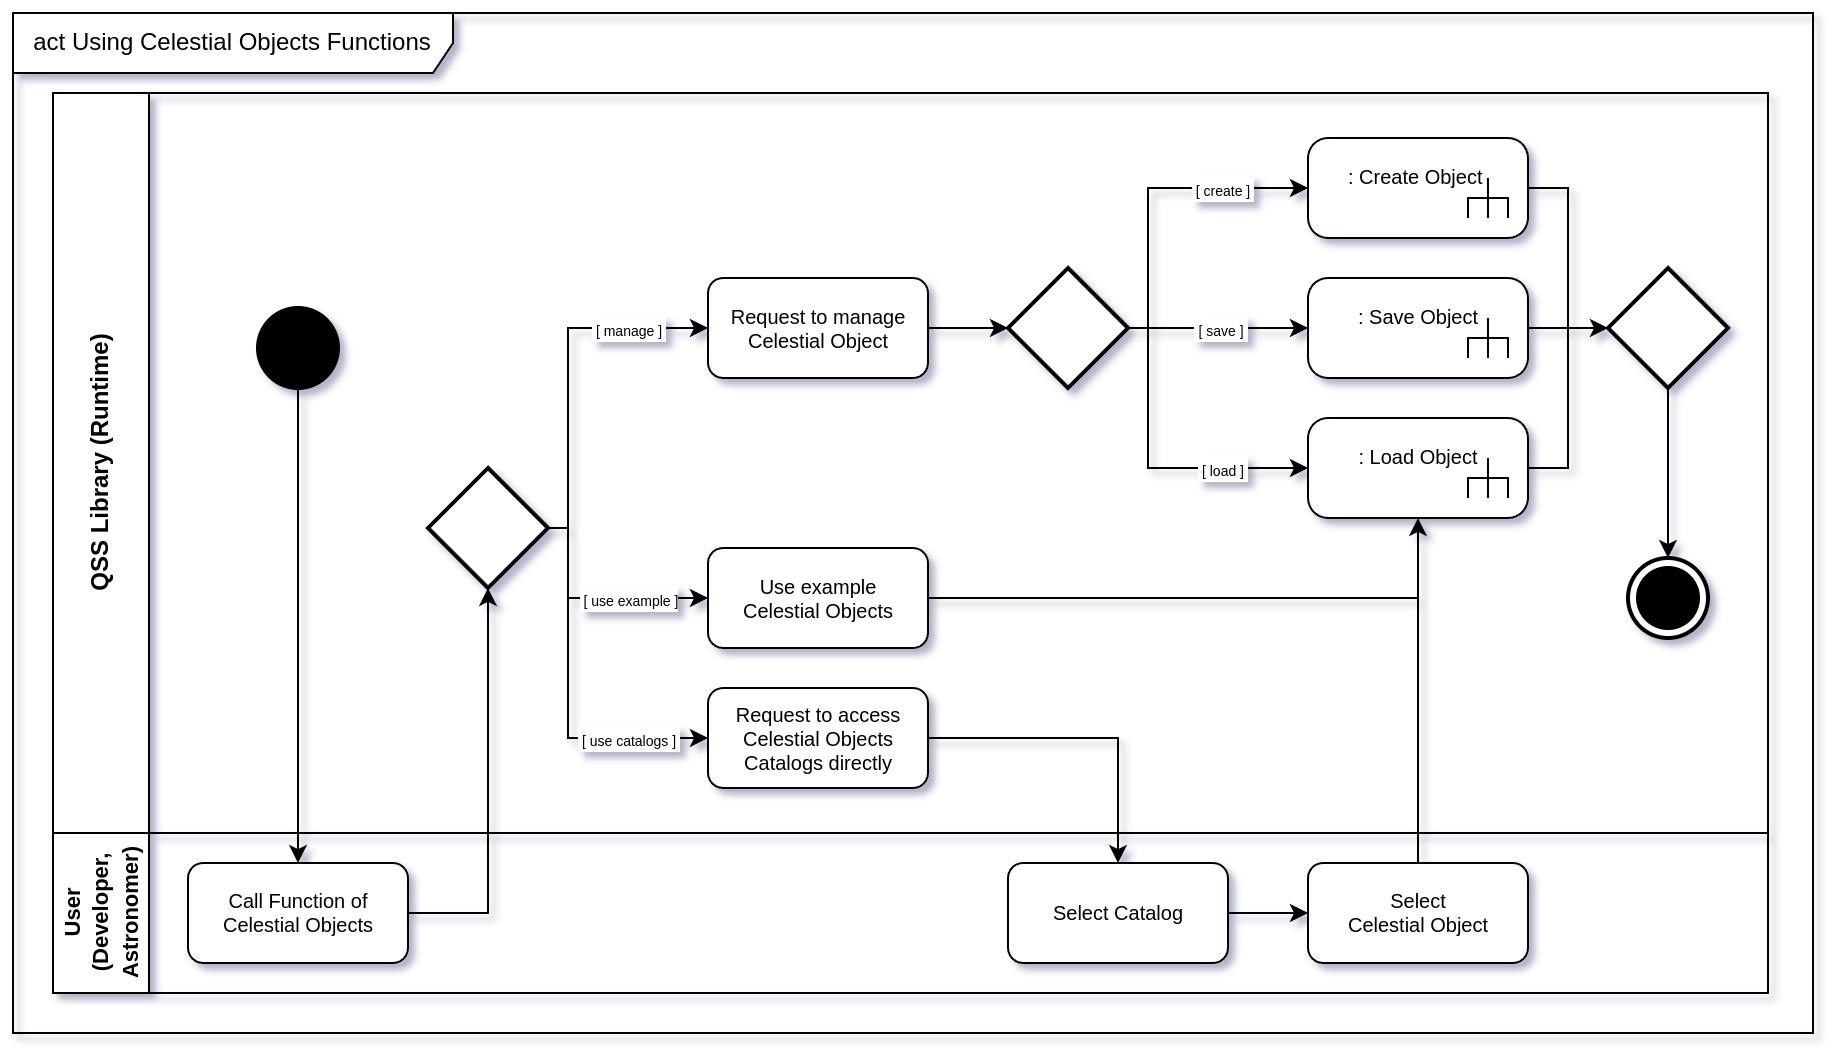 act Using Celestial Objects Functions
QSS Library (Runtime)
[ create ]
: Create Object
[ manage ]
Request to manage
Celestial Object
[ save ]
: Save Object
[ load ]
: Load Object
[ use example ]
Use example
Celestial Objects
[ use catalogs ]
Request to access
Celestial Objects
Catalogs directly
User
(Developer,
Astronomer)
Call Function of
Celestial Objects
Select Catalog
Select
Celestial Object